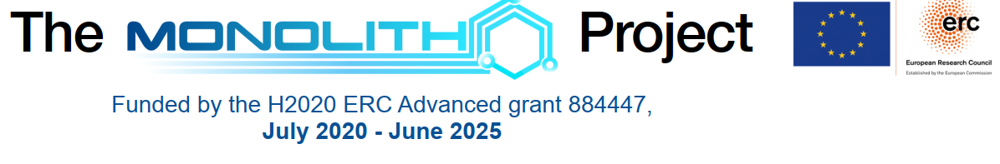 The MONOLITH Project
erc
European Research Council
Established by the European Commission
Funded by the H2020 ERC Advanced grant 884447,
July 2020 - June 2025